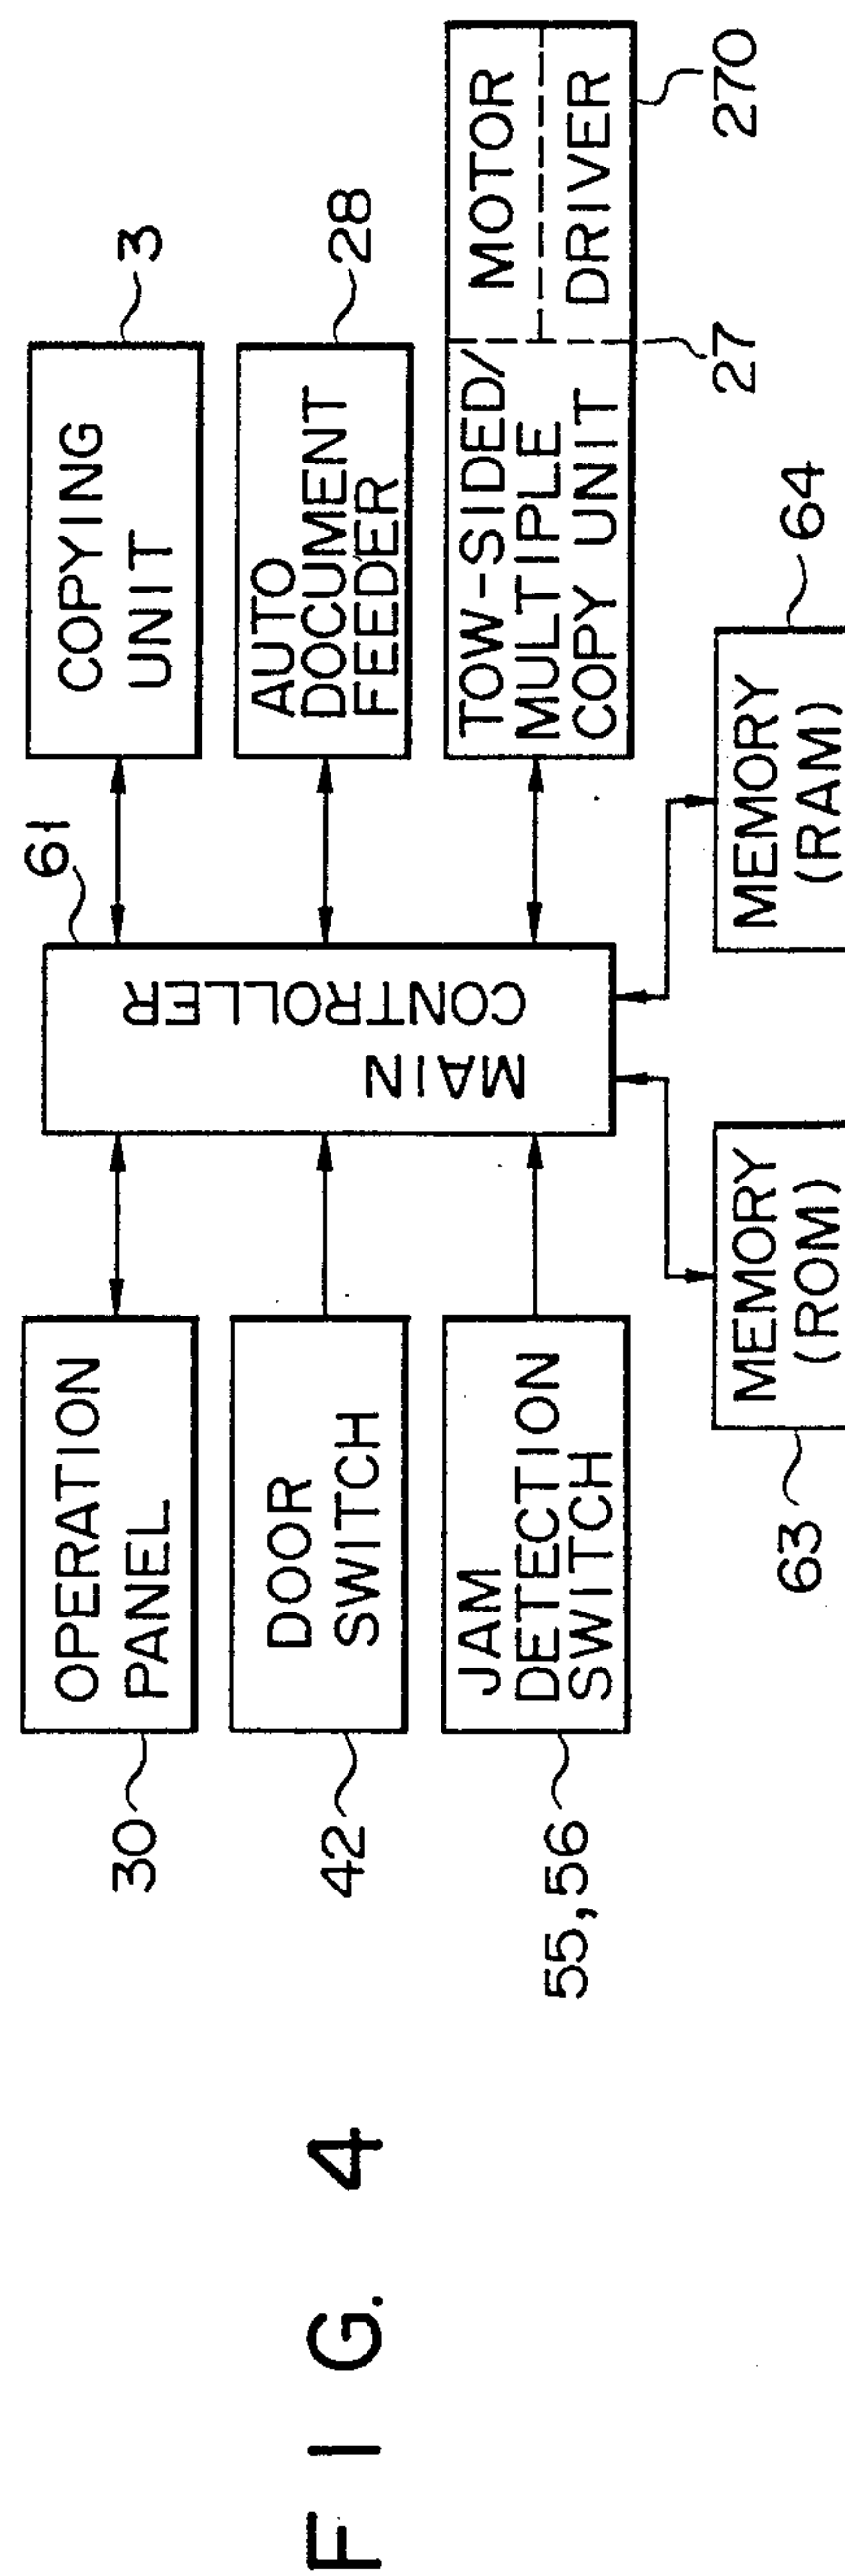 FIG. 4
30
OPERATION
PANEL
42
DOOR
SWITCH
55,56
JAM
DETECTION
SWITCH
61
MAIN
CONTROLLER
3
COPYING
UNIT
28
AUTO
DOCUMENT
FEEDER
TOW-SIDED/
MULTIPLE
COPY UNIT
MOTOR
DRIVER
27
270
63
MEMORY
(ROM)
64
MEMORY
(RAM)